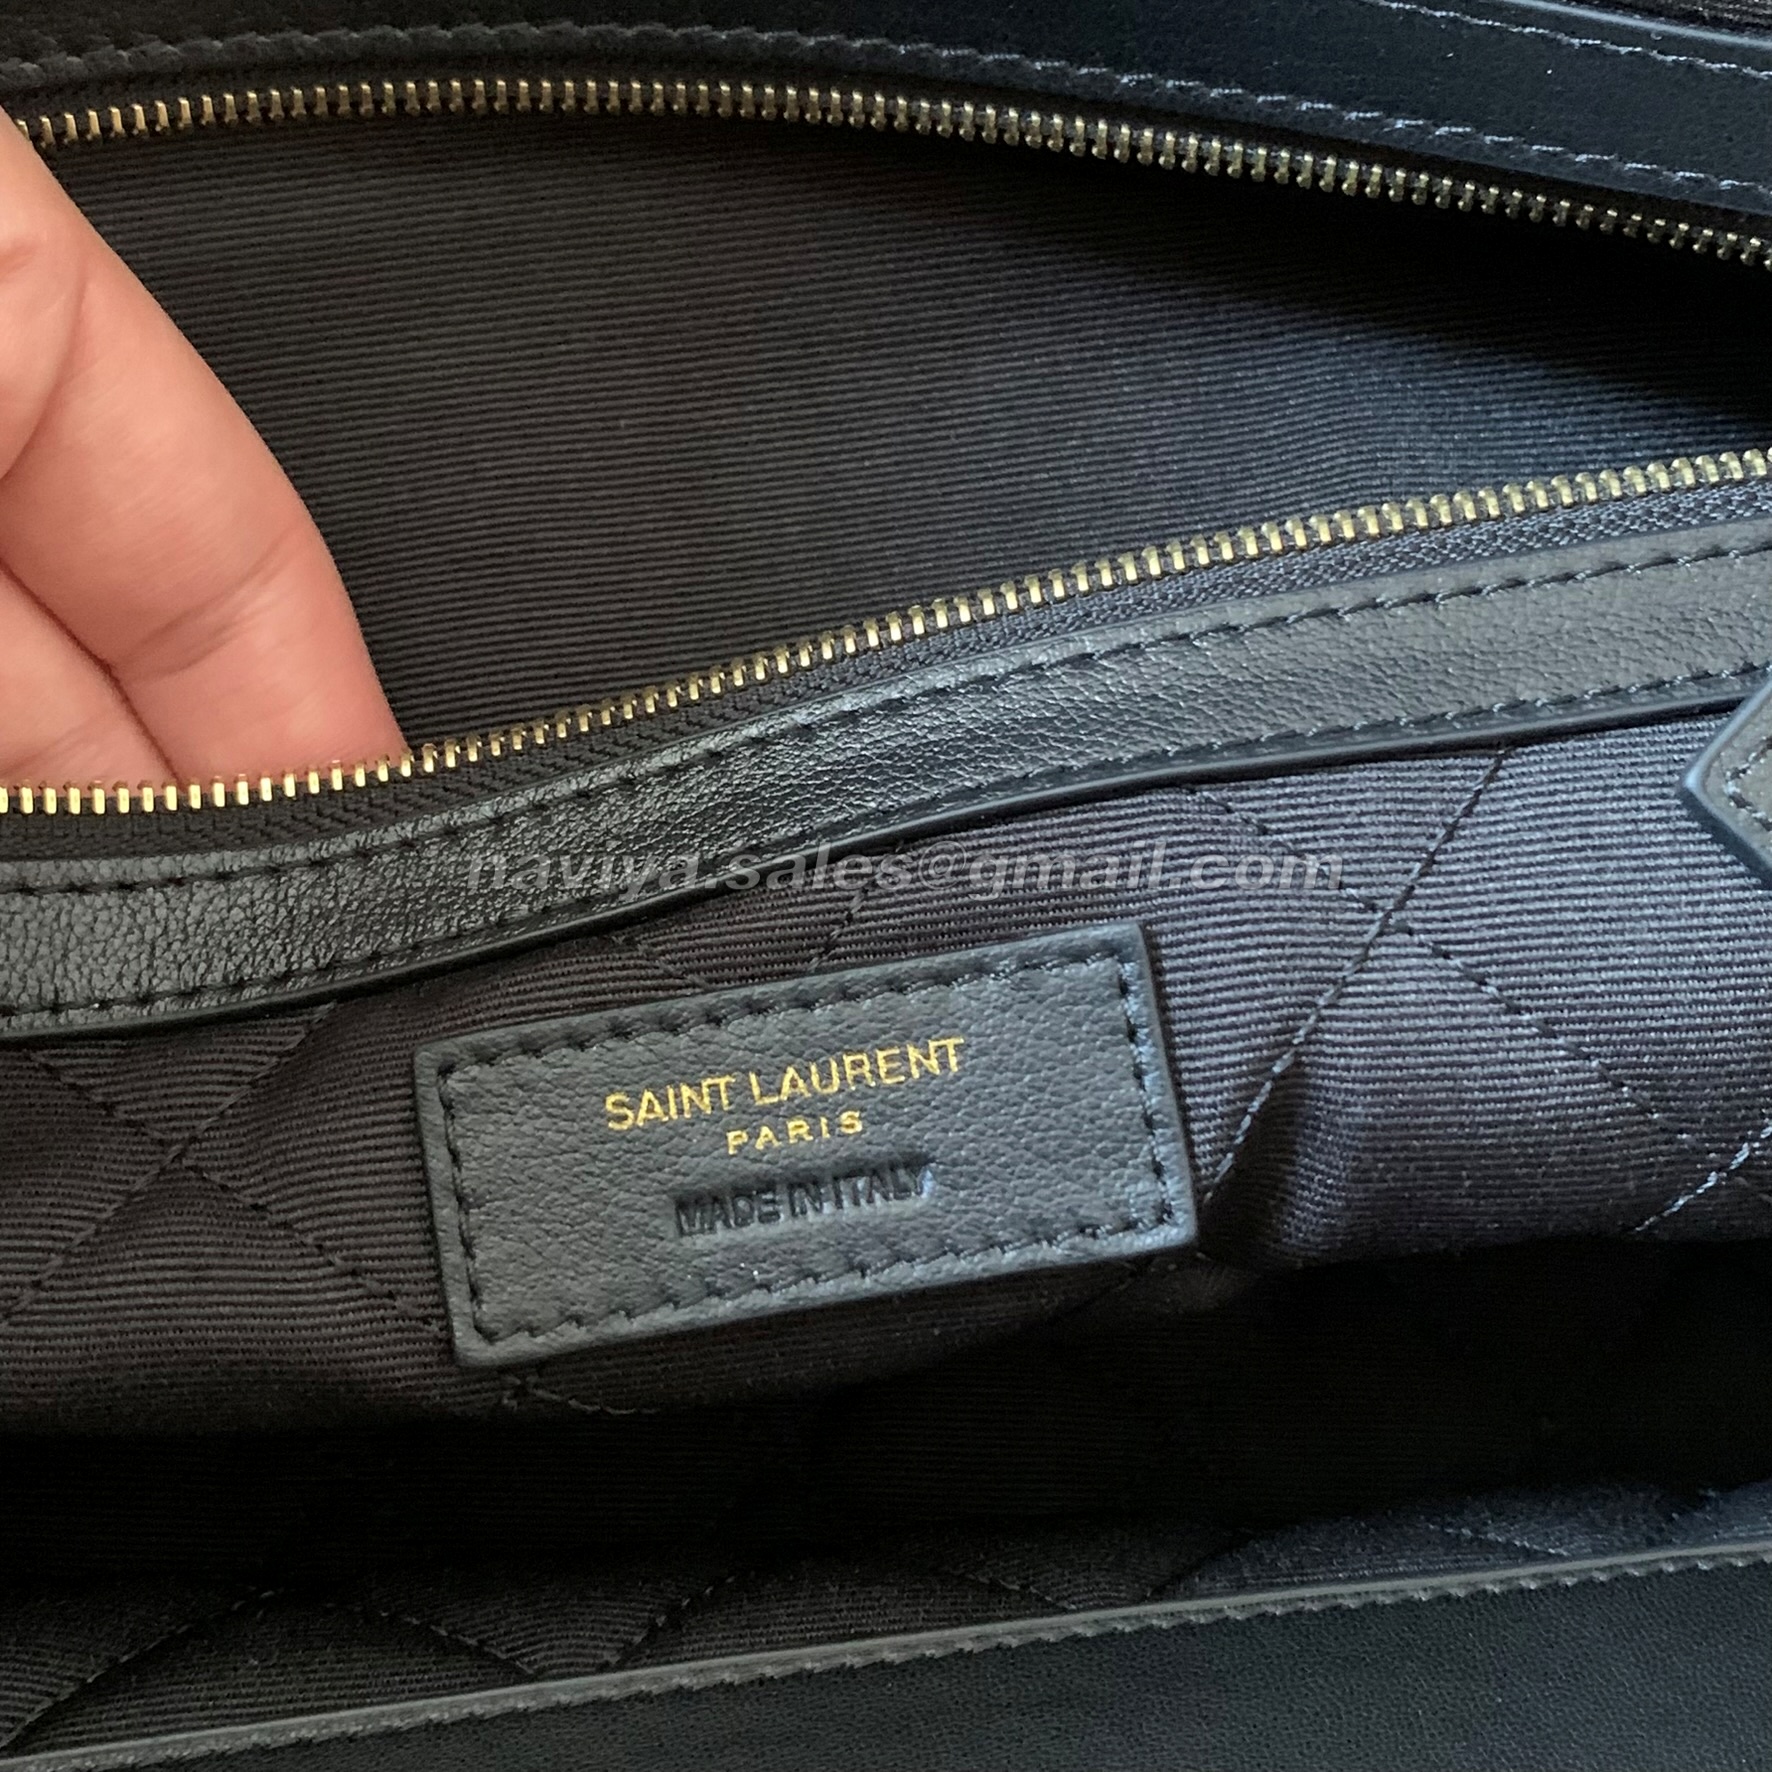 naviya.sales@gmail.com
SAINT LAURENT
PARIS
MADE IN ITALY